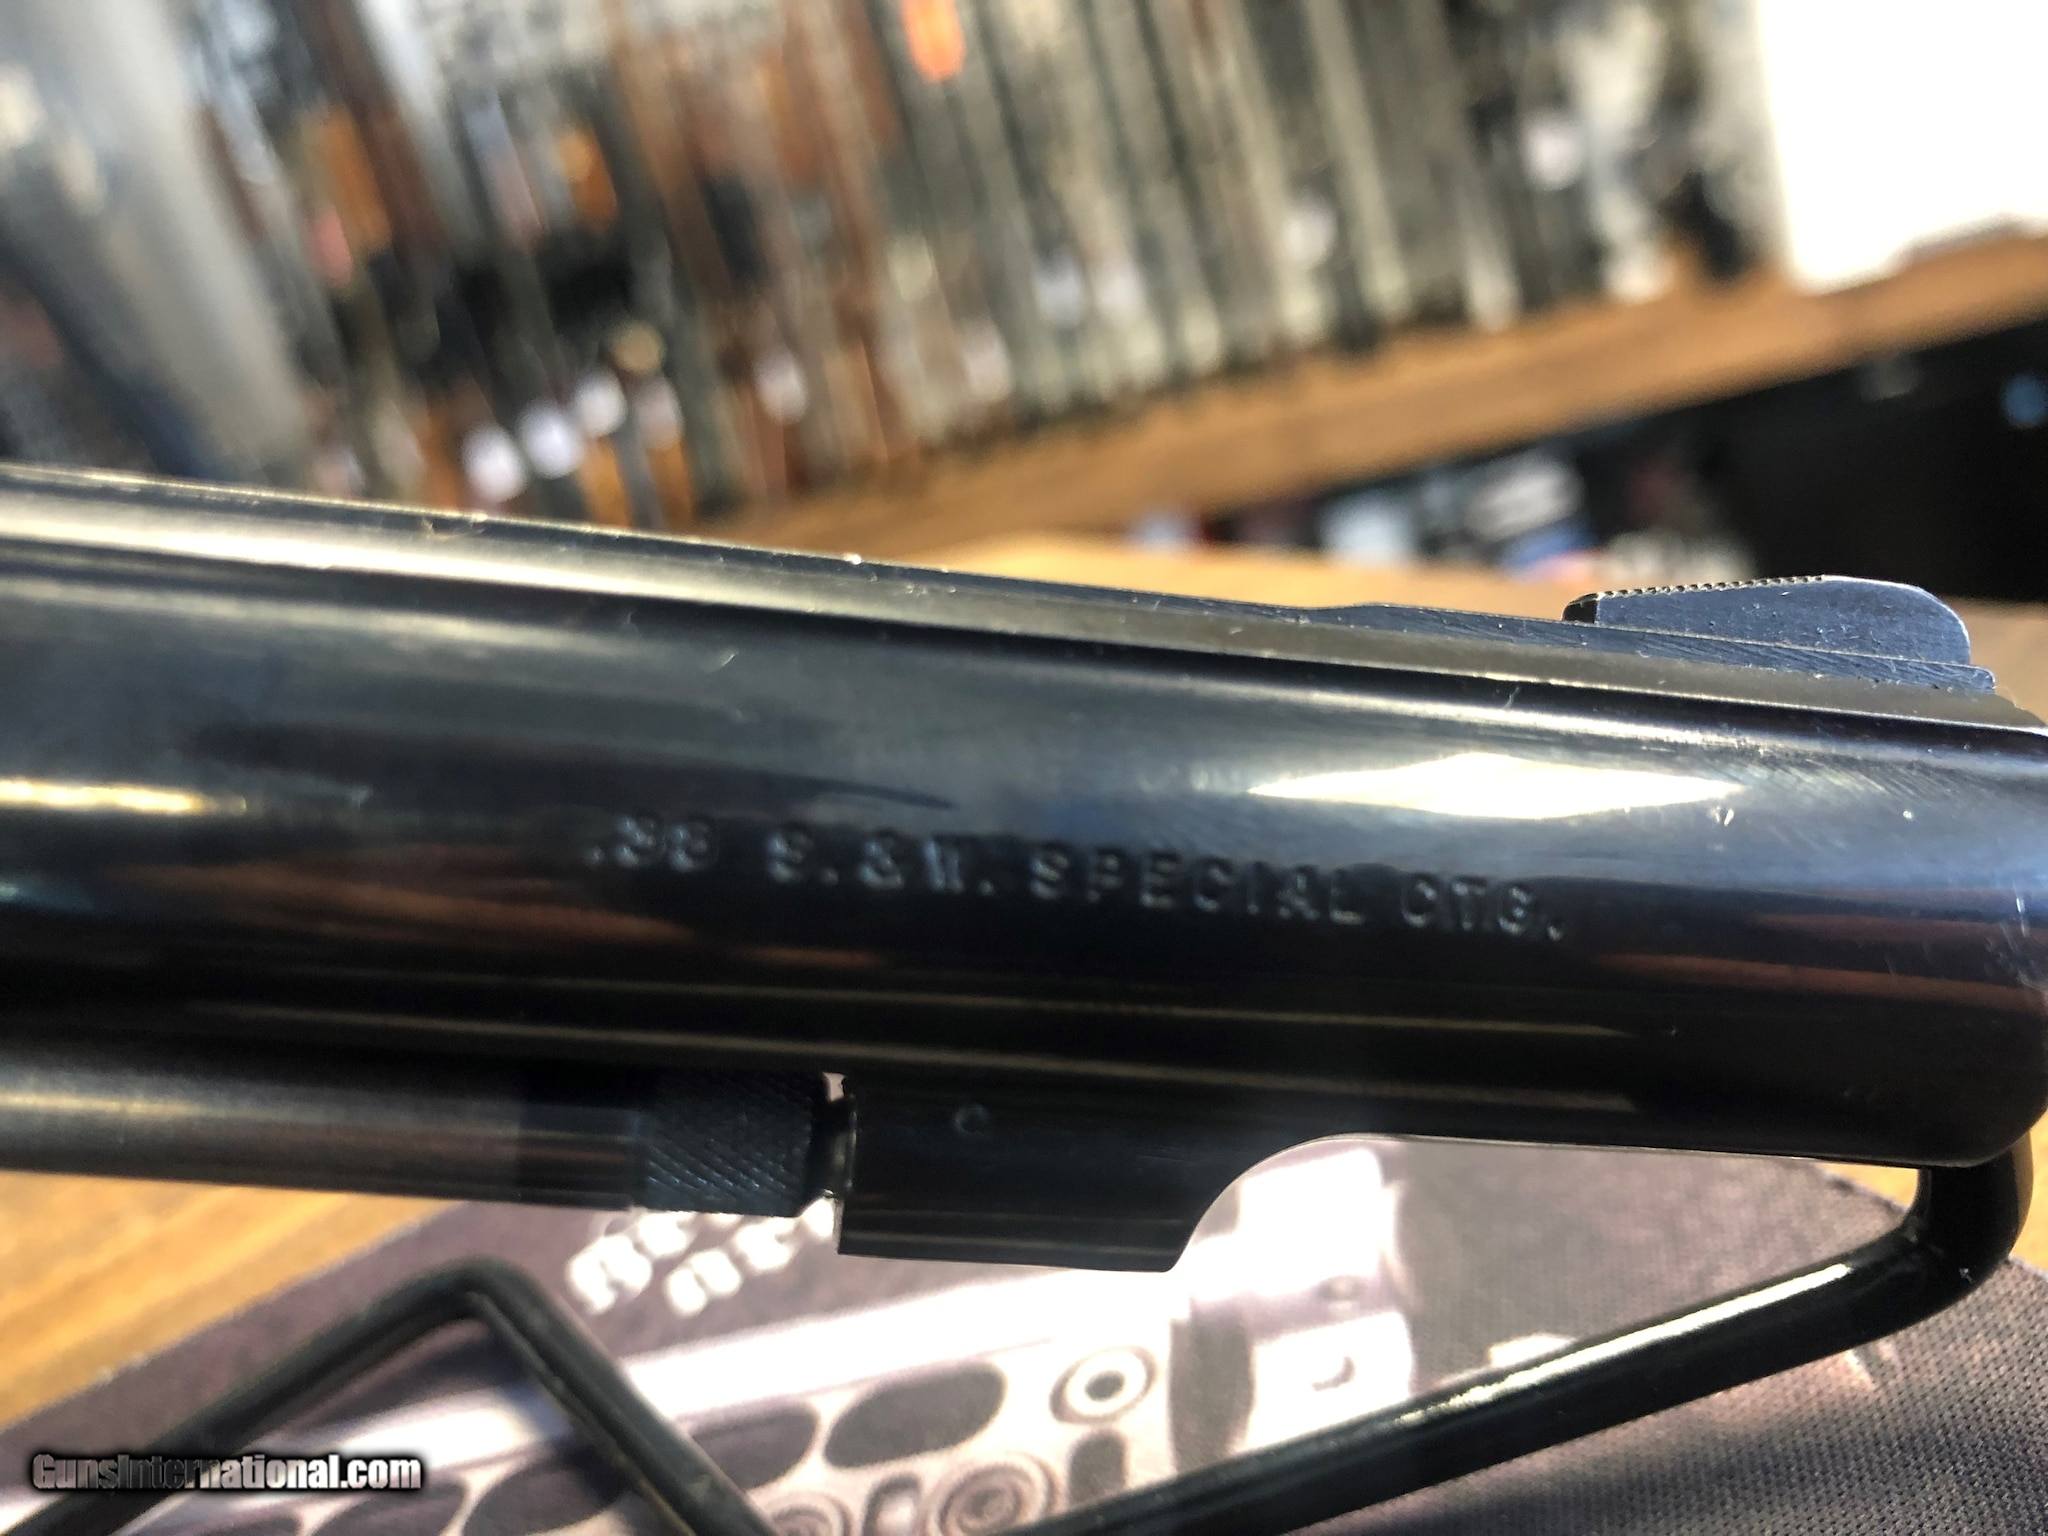 .38 S.&W. SPECIAL CTG.
C
GunsInternational.com